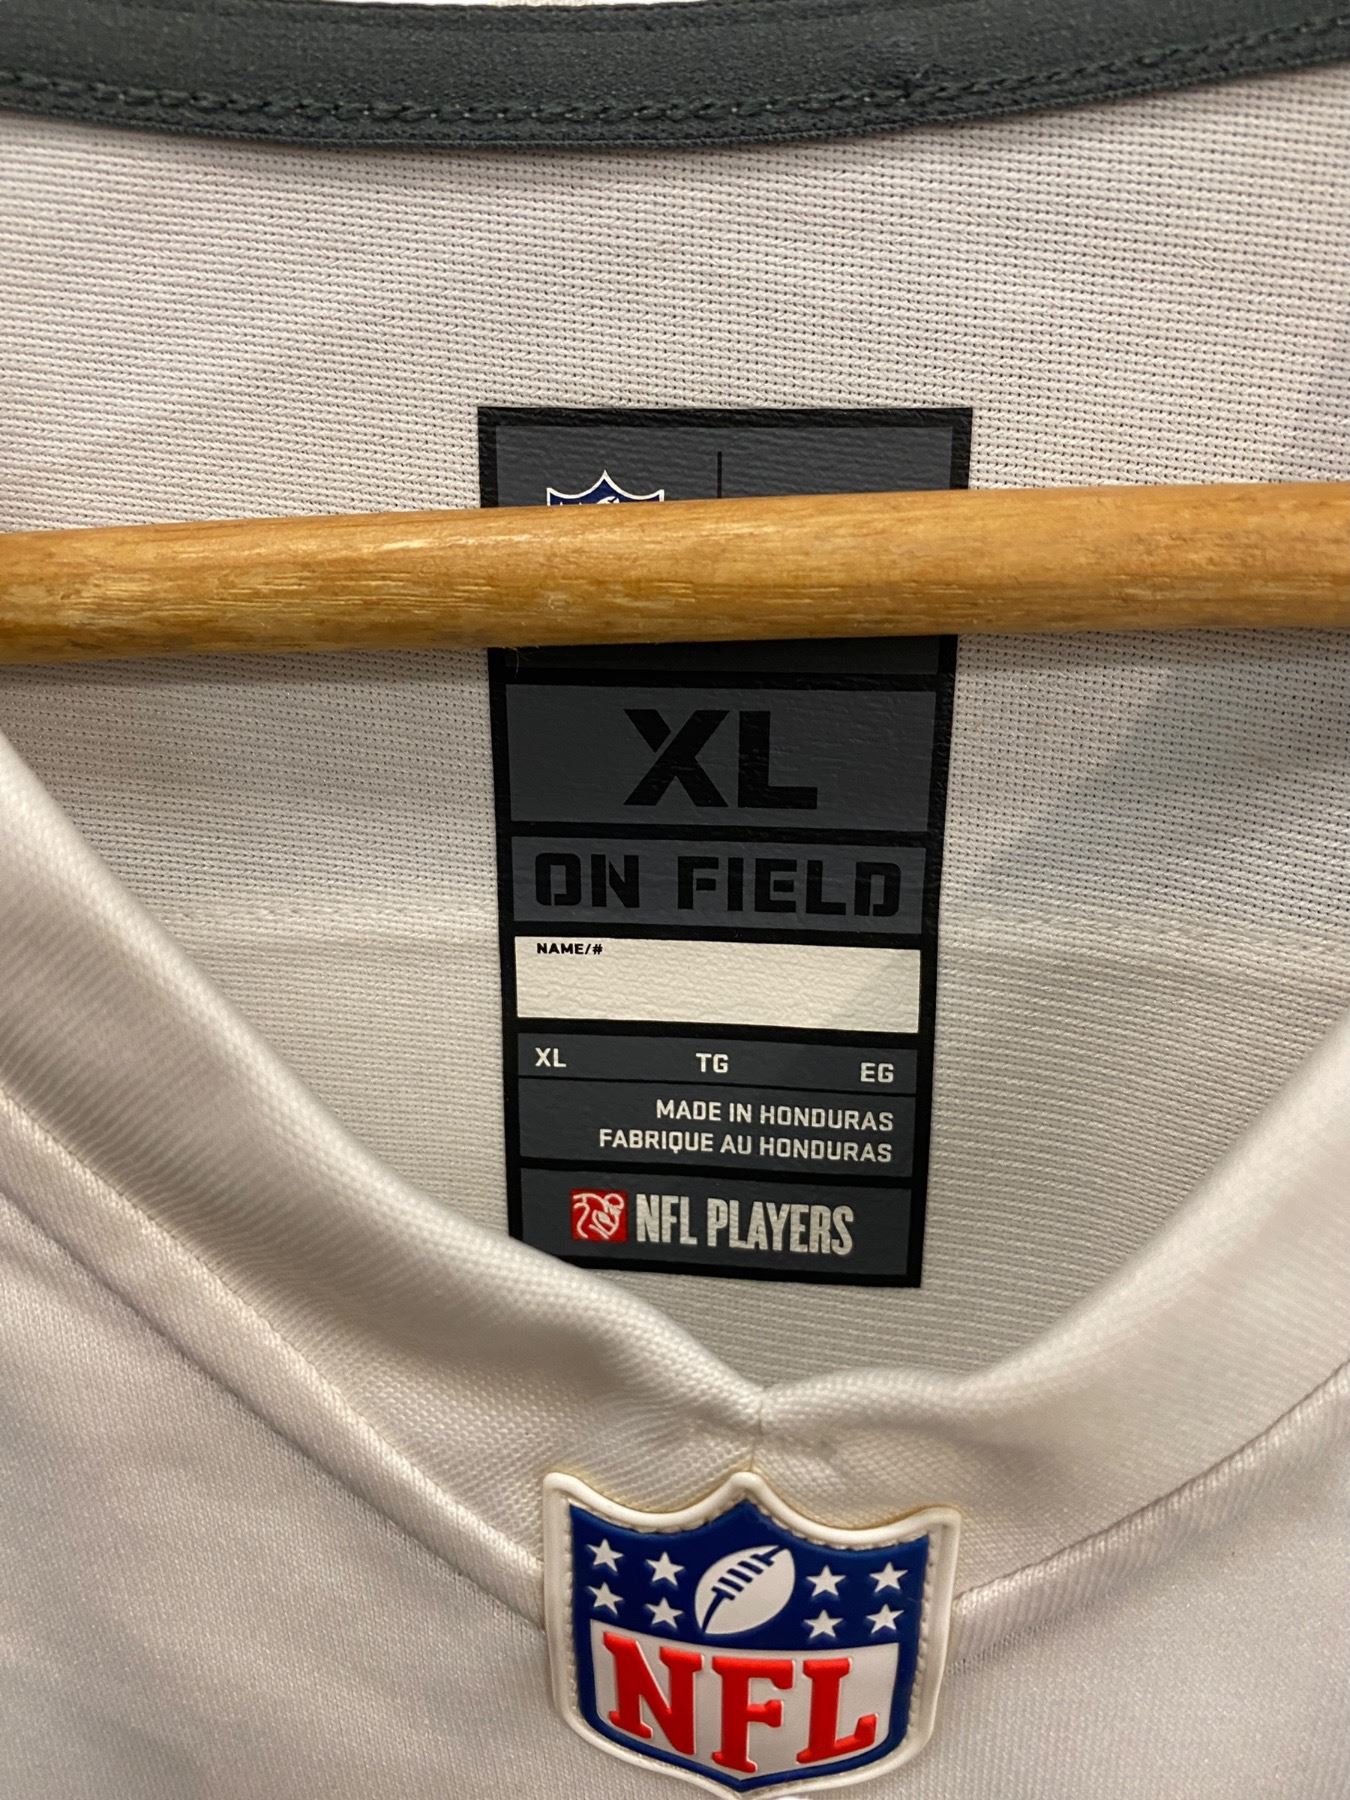 XL
ON FIELD
NAME/#
XL TG EG
MADE IN HONDURAS
FABRIQUE AU HONDURAS
NFL PLAYERS
NFL